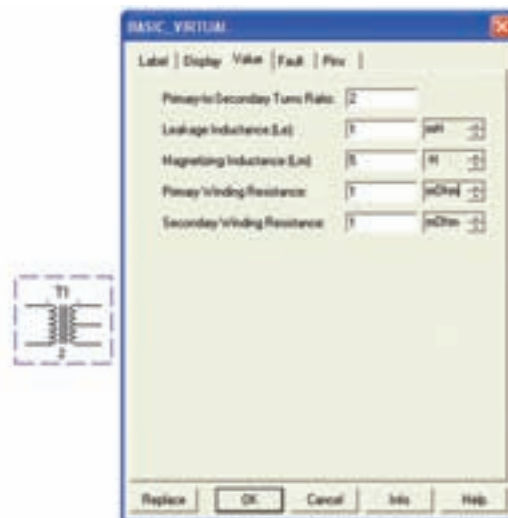 BASIC_VIRTUAL
Label Display Value Fault Pins
Primary-to-Secondary Turns Ratio: 2
Leakage Inductance (Le): 1 mH
Magnetizing Inductance (Lm): 5 H
Primary Winding Resistance: 1 mOhm
Secondary Winding Resistance: 1 mOhm
T1
2
Replace OK Cancel Info Help